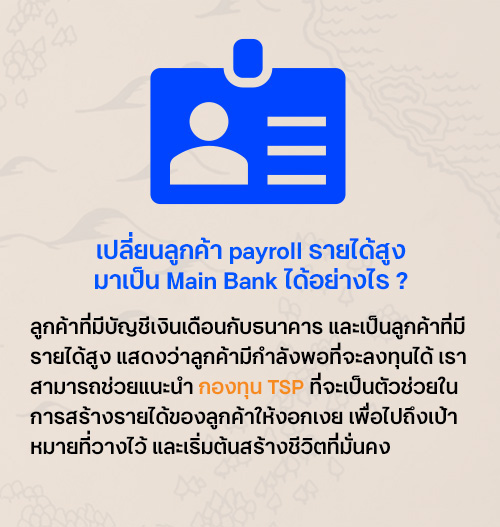 เปลี่ยนลูกค้า payroll รายได้สูง
มาเป็น Main Bank ได้อย่างไร ?
ลูกค้าที่มีบัญชีเงินเดือนกับธนาคาร และเป็นลูกค้าที่มี
รายได้สูง แสดงว่าลูกค้ามีกำลังพอที่จะลงทุนได้ เรา
สามารถช่วยแนะนำ กองทุน TSP ที่จะเป็นตัวช่วยใน
การสร้างรายได้ของลูกค้าให้งอกเงย เพื่อไปถึงเป้า
หมายที่วางไว้ และเริ่มต้นสร้างชีวิตที่มั่นคง